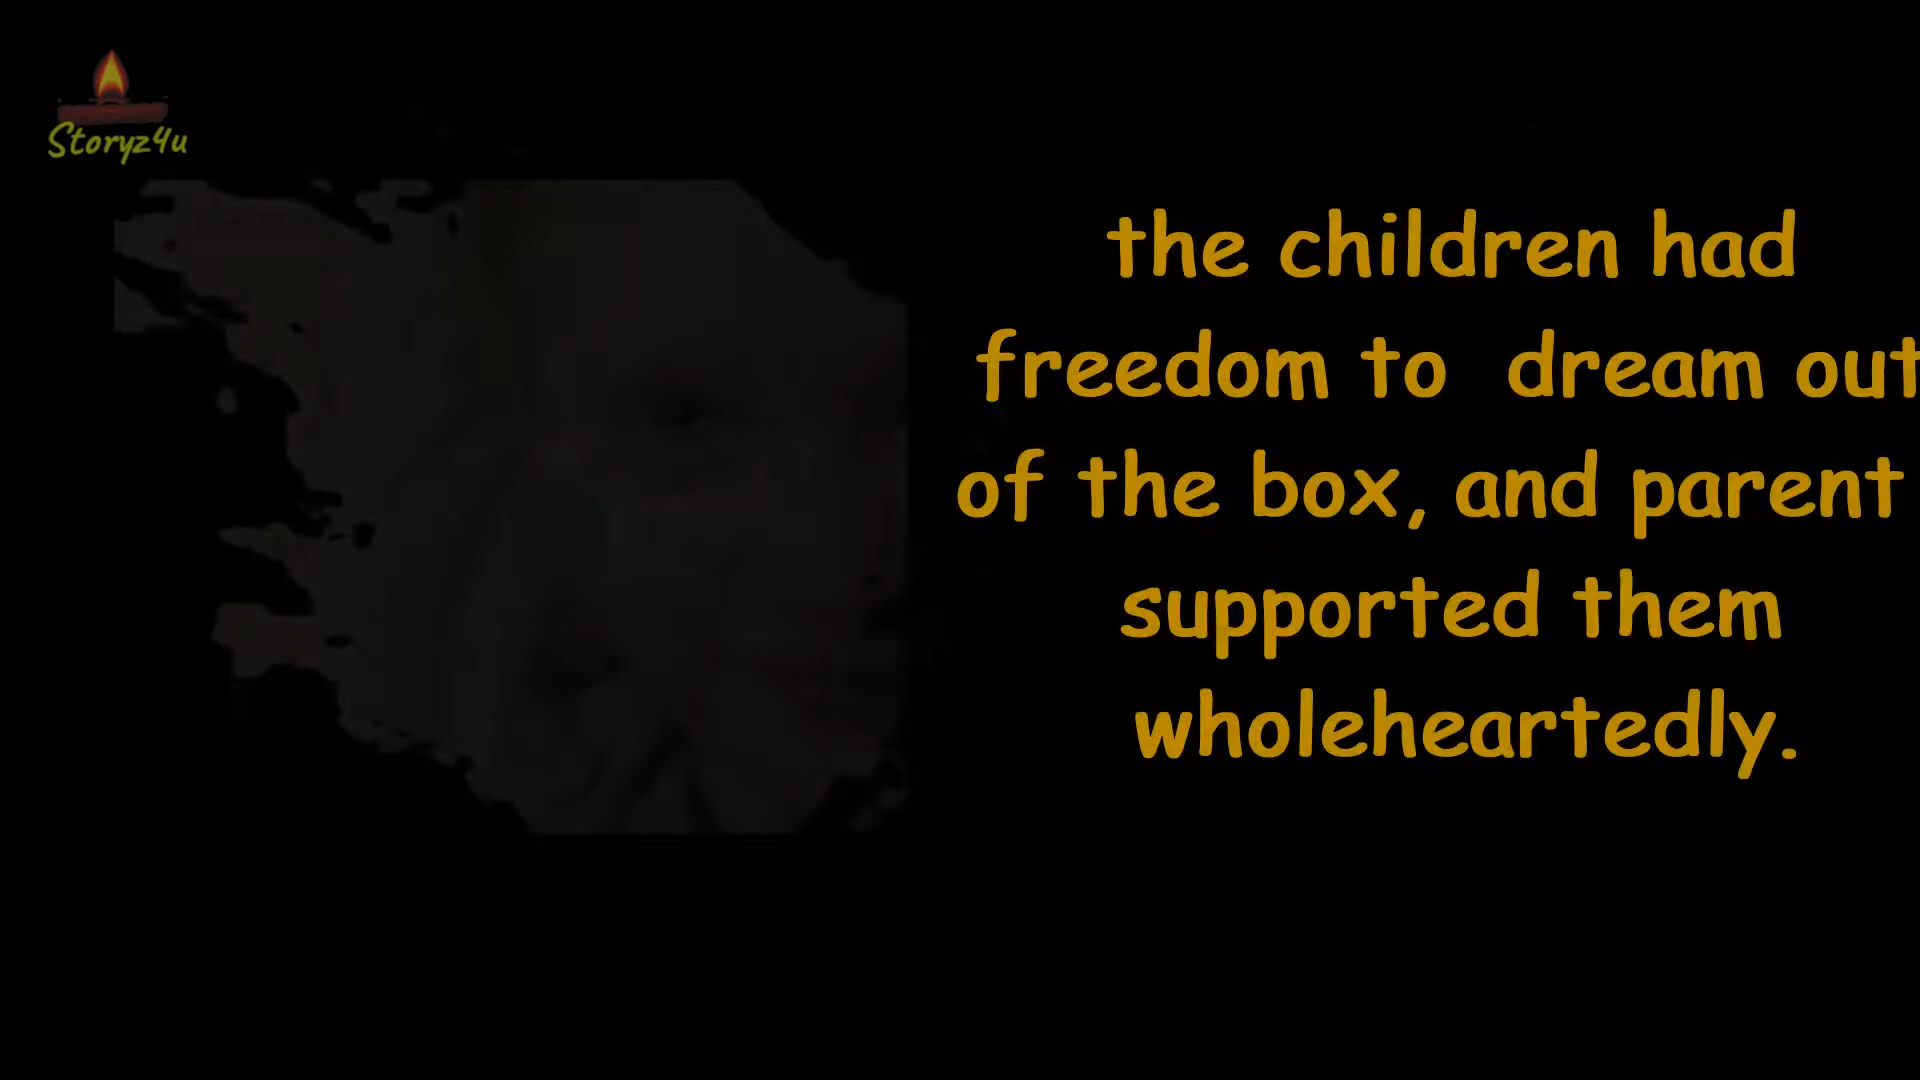 Storyz4u
the children had
freedom to  dream out
of the box, and parent
supported them
wholeheartedly.